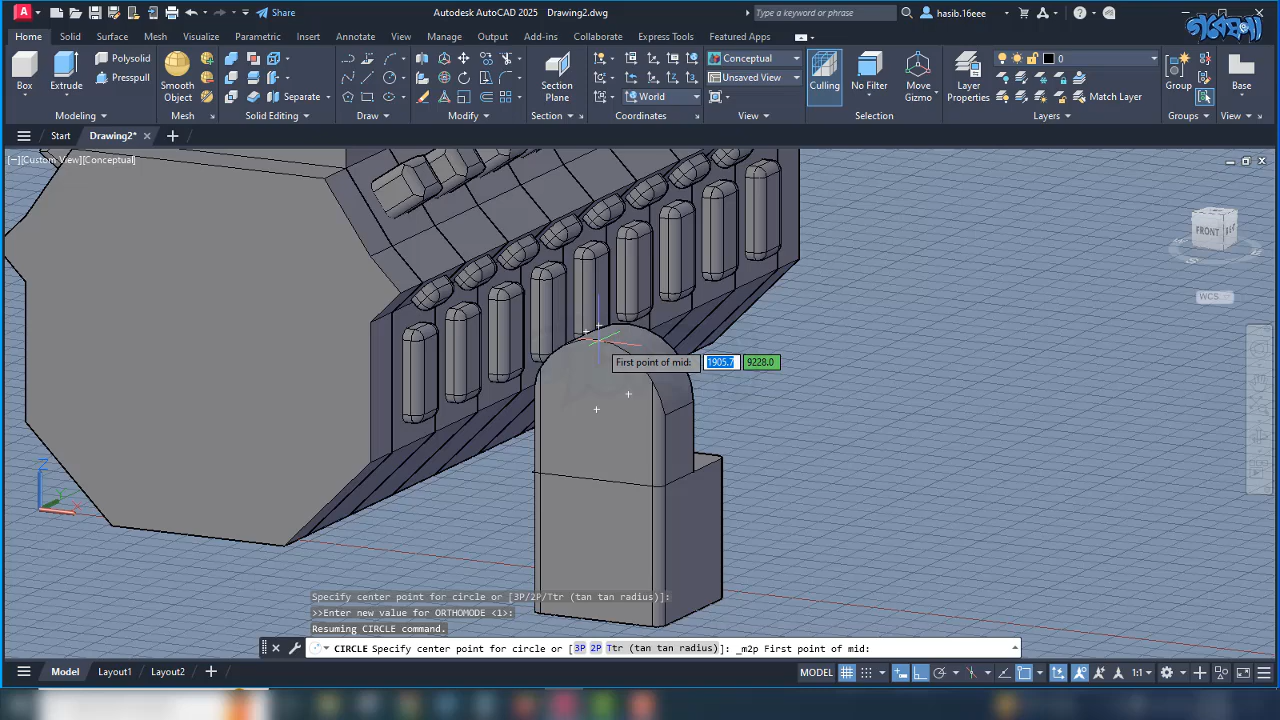 Share
Autodesk AutoCAD 2025 Drawing2.dwg
Type a keyword or phrase
hasib.16eee
গবেষণা
Home Solid Surface Mesh Visualize Parametric Insert Annotate View Manage Output Add-ins Collaborate Express Tools Featured Apps
Box
Extrude
Polysolid
Presspull
Smooth
Object
Separate
Section
Plane
Conceptual
Unsaved View
World
Culling
No Filter
Move
Gizmo
Layer
Properties
0
Match Layer
Group
Base
Modeling Mesh Solid Editing Draw Modify Section Coordinates View Selection Layers Groups View
Start Drawing2*
[−][Custom View][Conceptual]
FRONT
WCS
First point of mid: 1905.7 9228.0
Z
Y
X
Specify center point for circle or [3P/2P/Ttr (tan tan radius)]:
>>Enter new value for ORTHOMODE <1>:
Resuming CIRCLE command.
CIRCLE Specify center point for circle or [3P 2P Ttr (tan tan radius)]: _m2p First point of mid:
Model Layout1 Layout2
MODEL
1:1